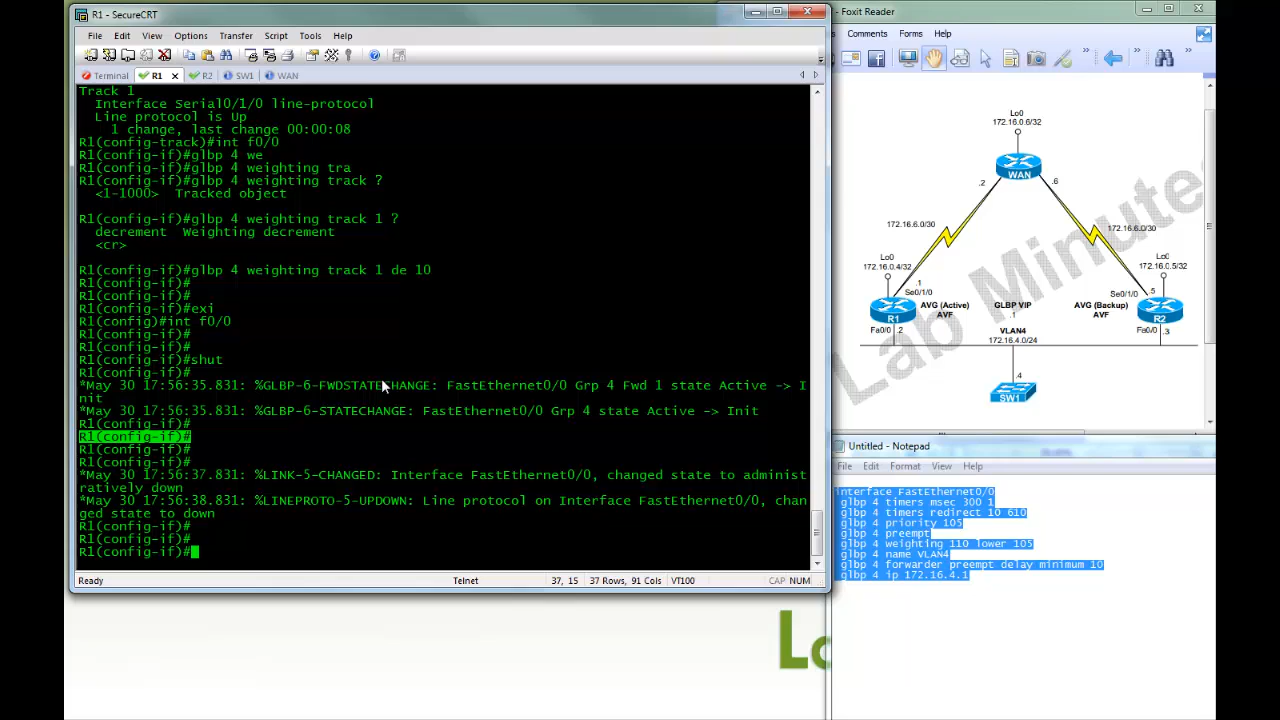 R1 - SecureCRT
File Edit View Options Transfer Script Tools Help
Terminal R1 R2 SW1 WAN
Track 1
Interface Serial0/1/0 line-protocol
Line protocol is Up
1 change, last change 00:00:08
R1(config-track)#int f0/0
R1(config-if)#glbp 4 we
R1(config-if)#glbp 4 weighting tra
R1(config-if)#glbp 4 weighting track ?
<1-1000> Tracked object
R1(config-if)#glbp 4 weighting track 1 ?
decrement Weighting decrement
<cr>
R1(config-if)#glbp 4 weighting track 1 de 10
R1(config-if)#
R1(config-if)#
R1(config-if)#exi
R1(config)#int f0/0
R1(config-if)#
R1(config-if)#
R1(config-if)#shut
R1(config-if)#
*May 30 17:56:35.831: %GLBP-6-FWDSTATECHANGE: FastEthernet0/0 Grp 4 Fwd 1 state Active -> I
nit
*May 30 17:56:35.831: %GLBP-6-STATECHANGE: FastEthernet0/0 Grp 4 state Active -> Init
R1(config-if)#
R1(config-if)#
R1(config-if)#
R1(config-if)#
*May 30 17:56:37.831: %LINK-5-CHANGED: Interface FastEthernet0/0, changed state to administ
ratively down
*May 30 17:56:38.831: %LINEPROTO-5-UPDOWN: Line protocol on Interface FastEthernet0/0, chan
ged state to down
R1(config-if)#
R1(config-if)#
R1(config-if)#
Ready Telnet 37, 15 37 Rows, 91 Cols VT100 CAP NUM
- Foxit Reader
Comments Forms Help
Lo0
172.16.0.6/32
WAN
.2 .6
172.16.6.0/30 172.16.6.0/30
Lo0 Lo0
172.16.0.4/32 172.16.0.5/32
.1 .5
Se0/1/0 Se0/1/0
R1 AVG (Active) GLBP VIP AVG (Backup) R2
AVF .1 AVF
Fa0/0 .2 VLAN4 Fa0/0 .3
172.16.4.0/24
.4
SW1
Lab Minutes
Untitled - Notepad
File Edit Format View Help
interface FastEthernet0/0
glbp 4 timers msec 300 1
glbp 4 timers redirect 10 610
glbp 4 priority 105
glbp 4 preempt
glbp 4 weighting 110 lower 105
glbp 4 name VLAN4
glbp 4 forwarder preempt delay minimum 10
glbp 4 ip 172.16.4.1